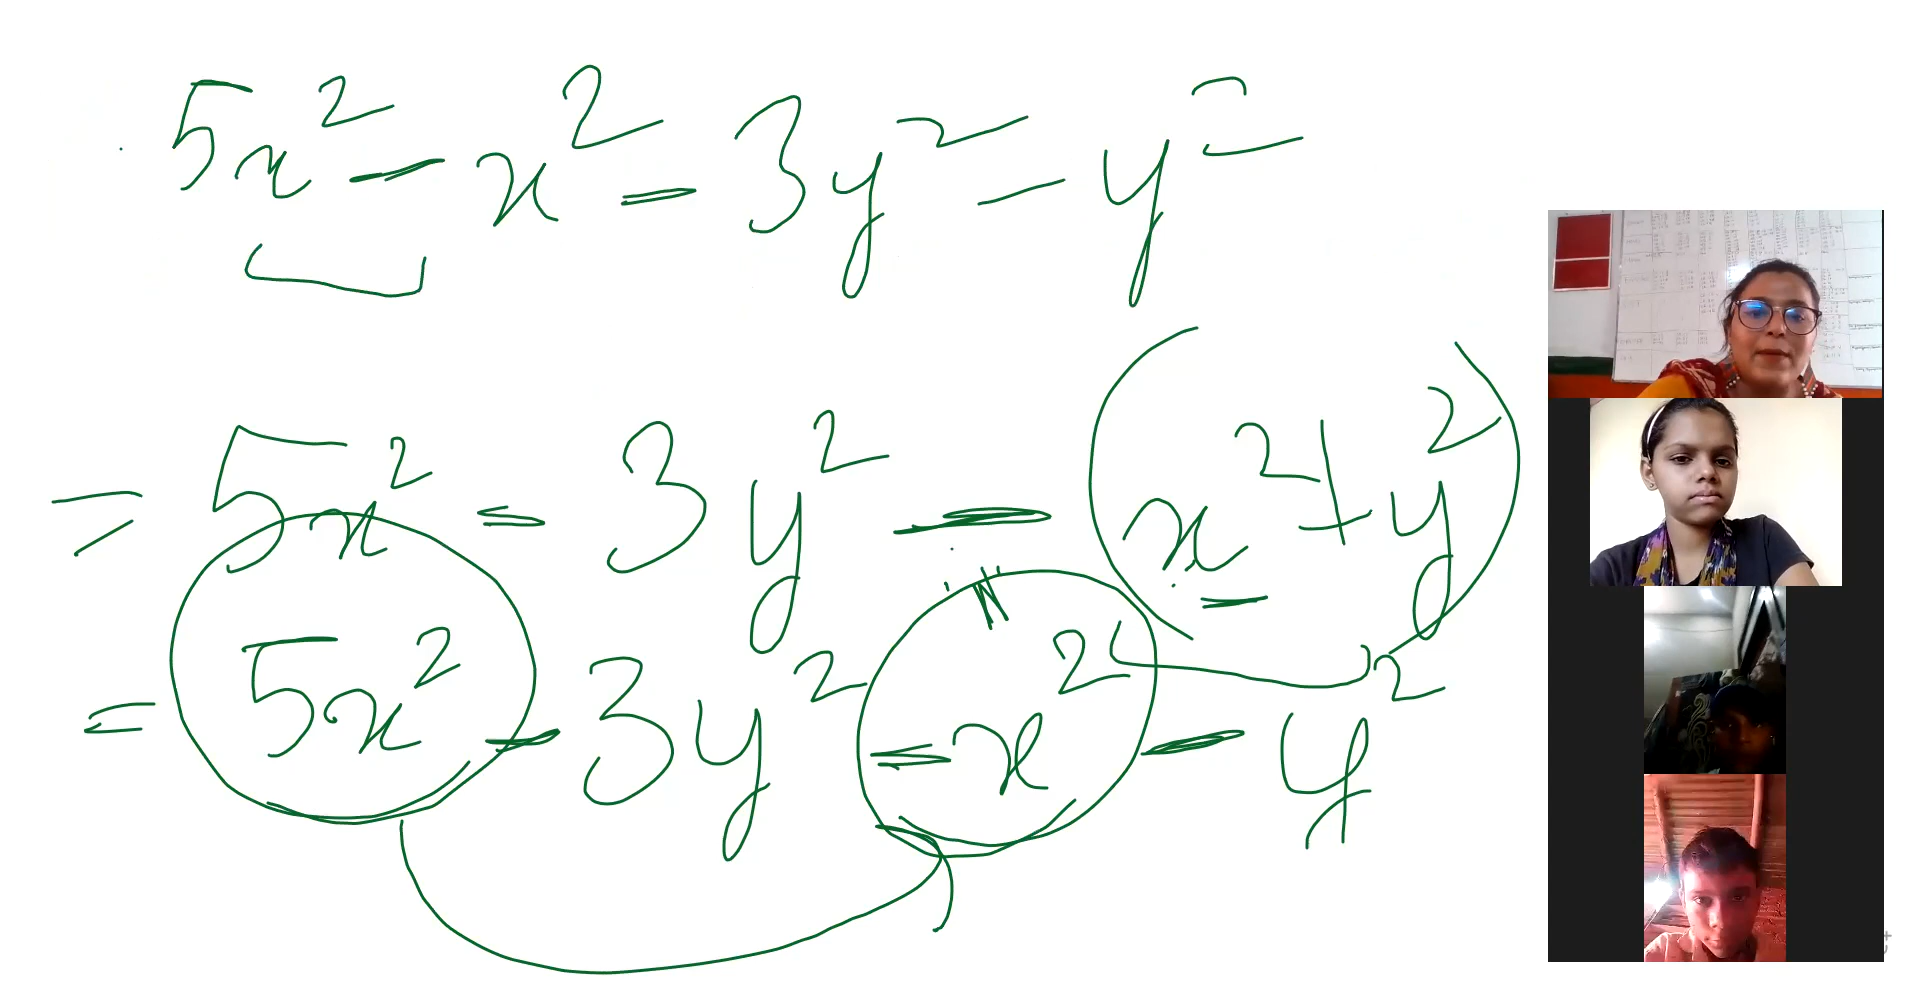 5x² - x² - 3y² - y²
= 5x² - 3y² - (x² + y²)
= 5x² - 3y² - x² - y²